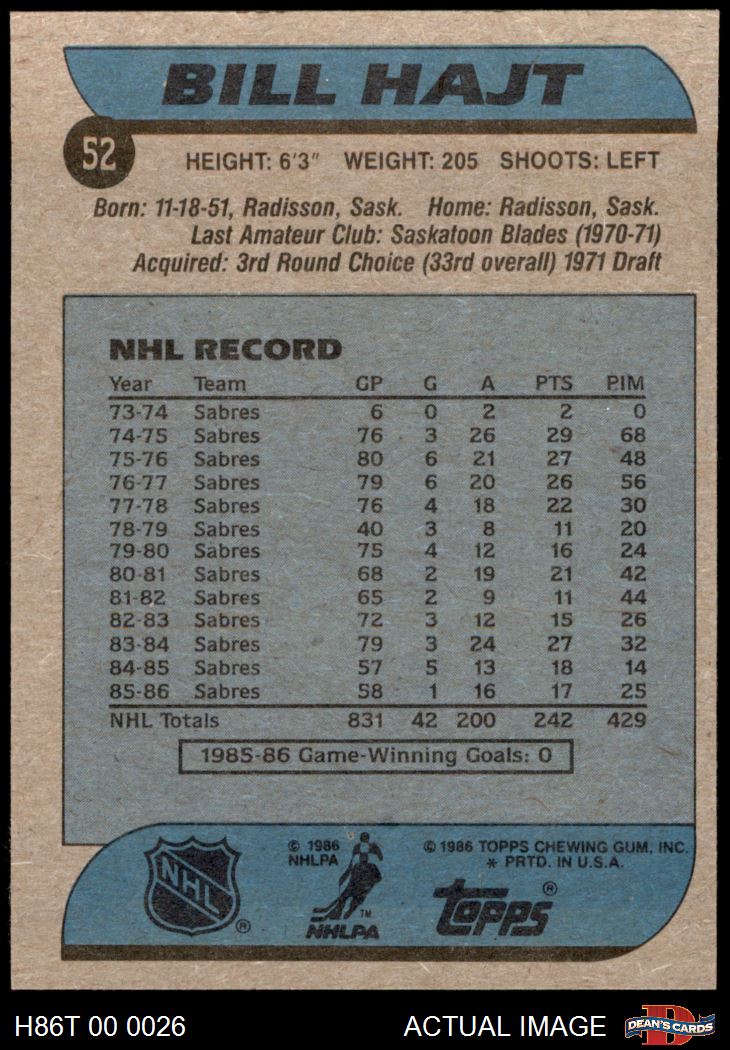 BILL HAJT
52
HEIGHT: 6'3" WEIGHT: 205 SHOOTS: LEFT
Born: 11-18-51, Radisson, Sask. Home: Radisson, Sask.
Last Amateur Club: Saskatoon Blades (1970-71)
Acquired: 3rd Round Choice (33rd overall) 1971 Draft
NHL RECORD
Year Team GP G A PTS PIM
73-74 Sabres 6 0 2 2 0
74-75 Sabres 76 3 26 29 68
75-76 Sabres 80 6 21 27 48
76-77 Sabres 79 6 20 26 56
77-78 Sabres 76 4 18 22 30
78-79 Sabres 40 3 8 11 20
79-80 Sabres 75 4 12 16 24
80-81 Sabres 68 2 19 21 42
81-82 Sabres 65 2 9 11 44
82-83 Sabres 72 3 12 15 26
83-84 Sabres 79 3 24 27 32
84-85 Sabres 57 5 13 18 14
85-86 Sabres 58 1 16 17 25
NHL Totals 831 42 200 242 429
1985-86 Game-Winning Goals: 0
NHL ®
© 1986
NHLPA
TM
NHLPA
© 1986 TOPPS CHEWING GUM, INC.
* PRTD. IN U.S.A.
topps ®
H86T 00 0026 ACTUAL IMAGE
D
DEAN'S CARDS